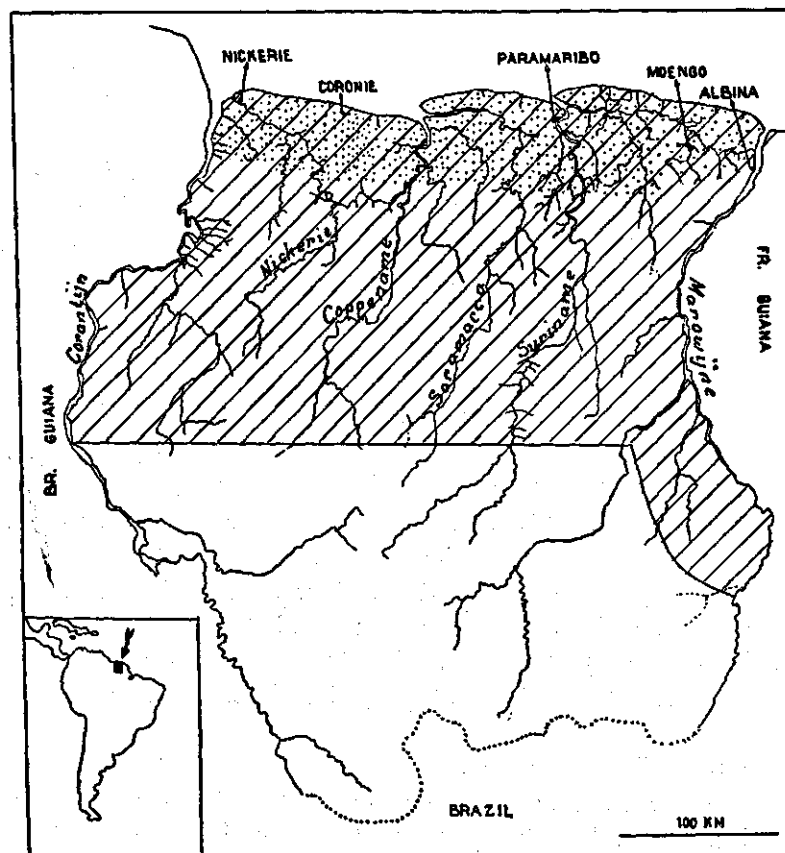 NICKERIE
CORONIE
PARAMARIBO
MOENGO
ALBINA
Nickerie
Coppename
Saramacca
Suriname
Marowijne
Corantijn
FR. GUIANA
BR. GUIANA
BRAZIL
100 KM